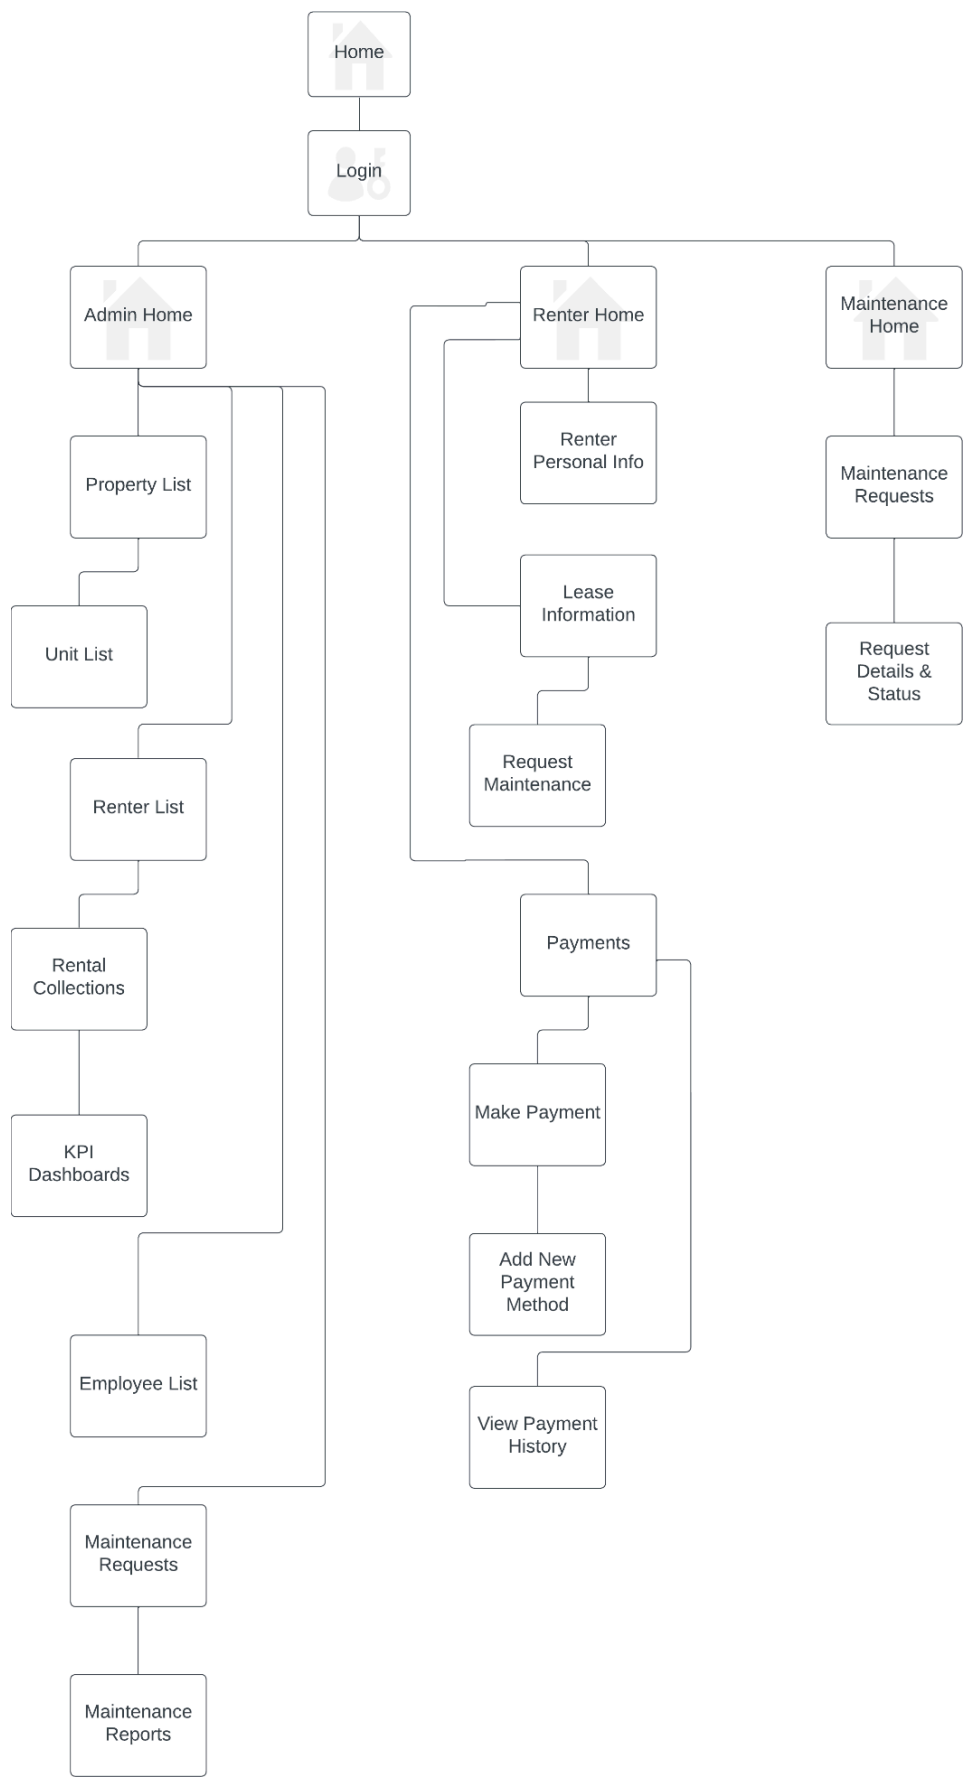 Home
Login
Admin Home
Property List
Unit List
Renter List
Rental
Collections
KPI
Dashboards
Employee List
Maintenance
Requests
Maintenance
Reports
Renter Home
Renter
Personal Info
Lease
Information
Request
Maintenance
Payments
Make Payment
Add New
Payment
Method
View Payment
History
Maintenance
Home
Maintenance
Requests
Request
Details &
Status